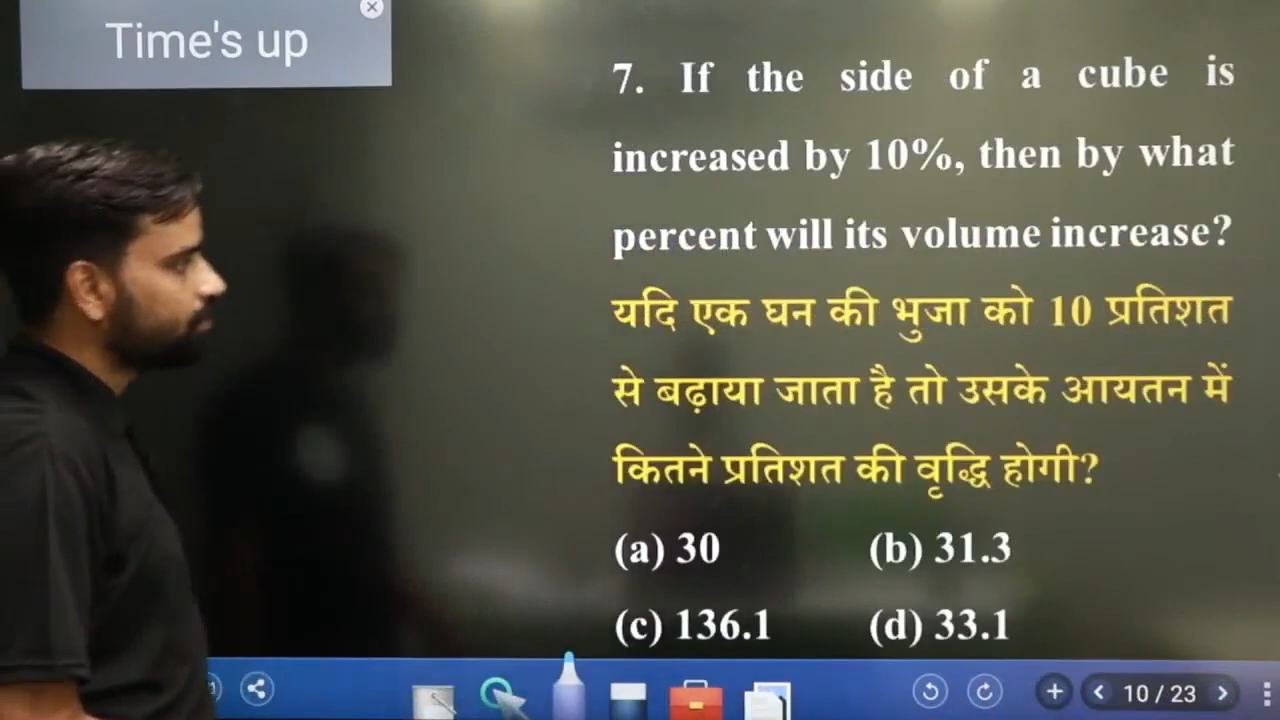 Time's up
7. If the side of a cube is
increased by 10%, then by what
percent will its volume increase?
यदि एक घन की भुजा को 10 प्रतिशत
से बढ़ाया जाता है तो उसके आयतन में
कितने प्रतिशत की वृद्धि होगी?
(a) 30 (b) 31.3
(c) 136.1 (d) 33.1
10 / 23